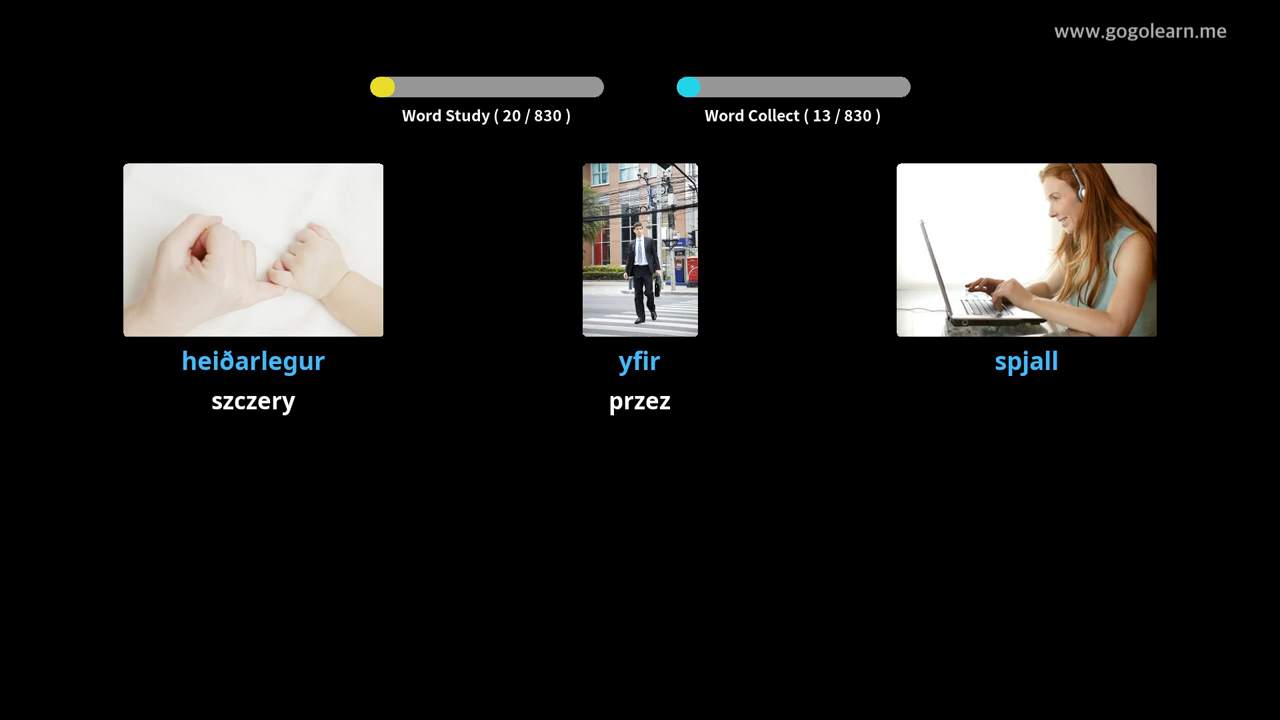 www.gogolearn.me
Word Study ( 20 / 830 )
Word Collect ( 13 / 830 )
heiðarlegur
yfir
spjall
szczery
przez